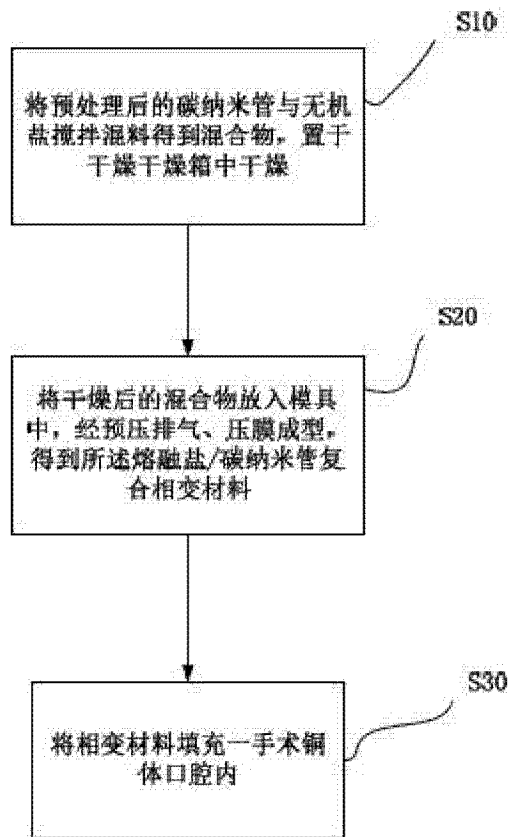 S10
将预处理后的碳纳米管与无机
盐搅拌混料得到混合物，置于
干燥干燥箱中干燥
S20
将干燥后的混合物放入模具
中，经预压排气、压膜成型，
得到所述熔融盐/碳纳米管复
合相变材料
S30
将相变材料填充一手术铜
体口腔内